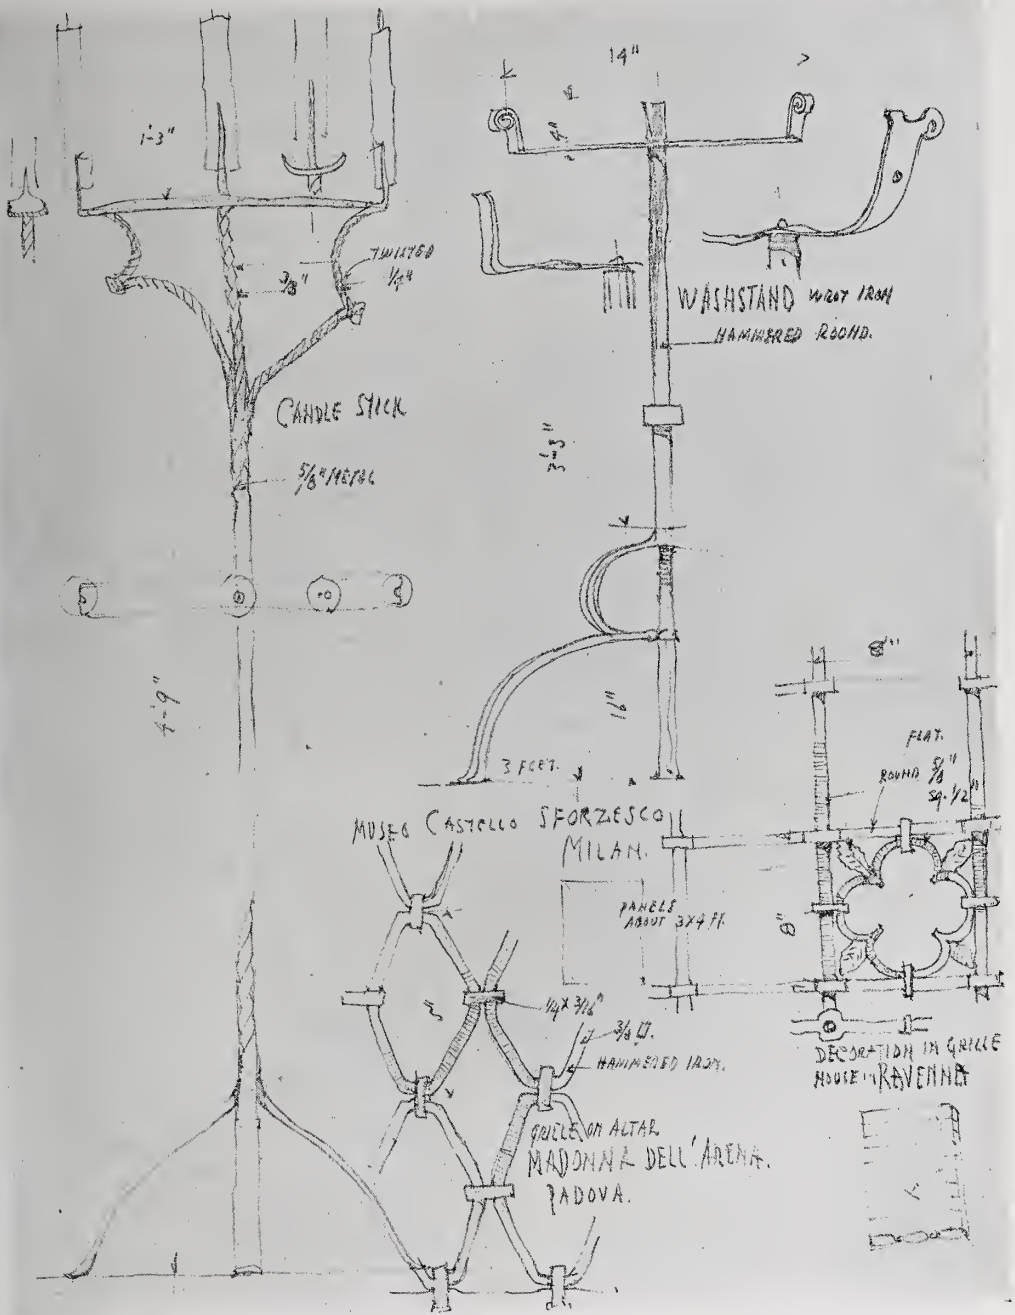 1'-3"
TWISTED
1/4"
3/8"
CANDLE STICK
5/8" METAL
4'-9"
14"
4"
WASHSTAND WROT IRON
HAMMERED ROUND.
3'-3"
16"
3 FEET.
MUSEO CASTELLO SFORZESCO
MILAN.
8"
FLAT.
ROUND 5/8"
SQ. 1/2"
8"
PANELS
ABOUT 3X4 FT.
DECORATION IN GRILLE
HOUSE IN RAVENNA
1/4 X 3/16"
3/8
HAMMERED IRON.
GRILLE ON ALTAR
MADONNA DELL'ARENA.
PADOVA.